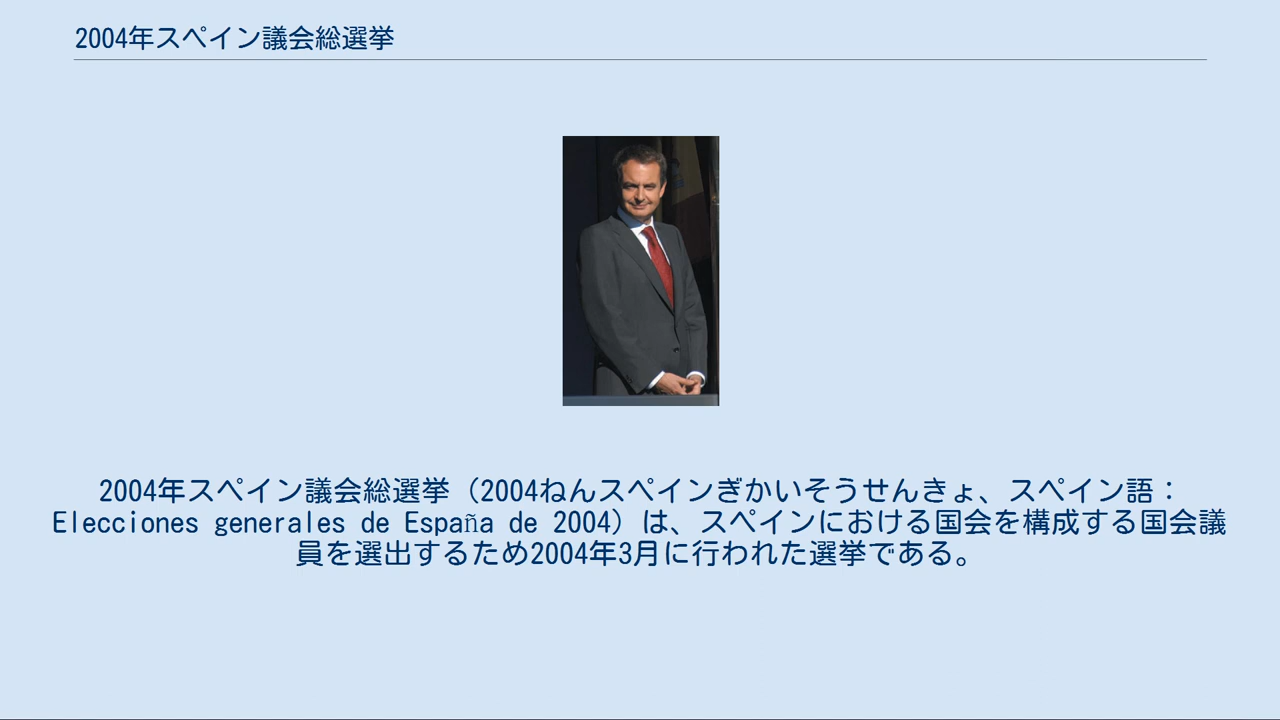 2004年スペイン議会総選挙
2004年スペイン議会総選挙（2004ねんスペインぎかいそうせんきょ、スペイン語：
Elecciones generales de España de 2004）は、スペインにおける国会を構成する国会議
員を選出するため2004年3月に行われた選挙である。